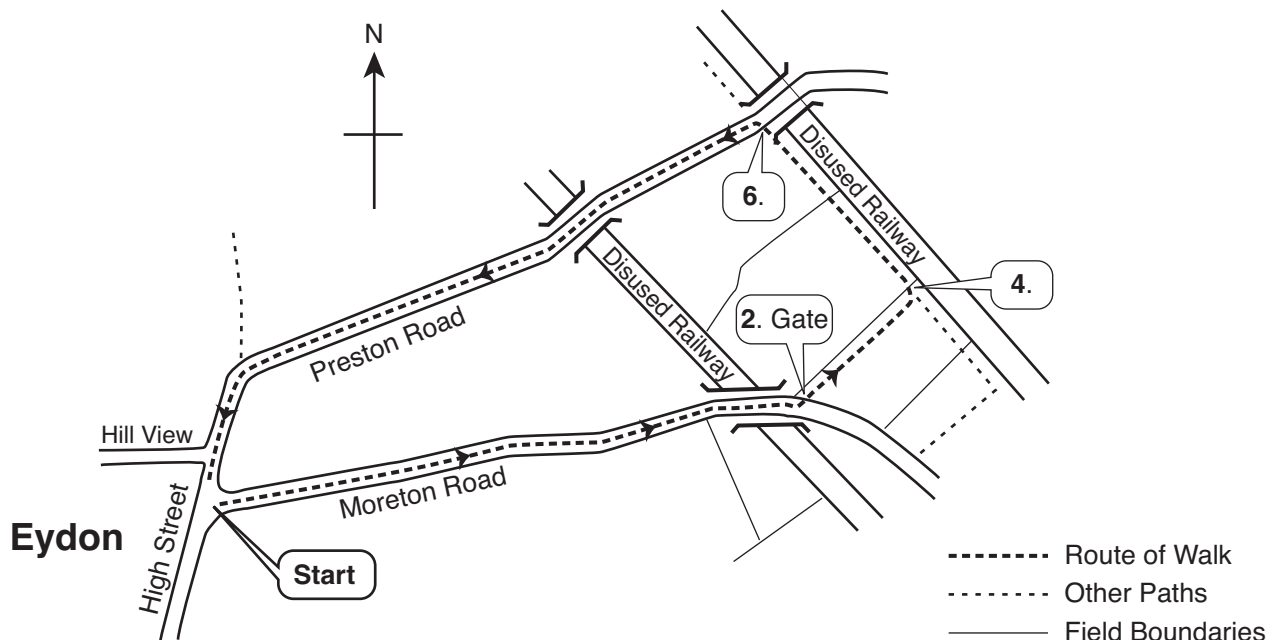 N
Disused Railway
6.
4.
Disused Railway
2. Gate
Preston Road
Hill View
Moreton Road
High Street
Eydon
Start
Route of Walk
Other Paths
Field Boundaries